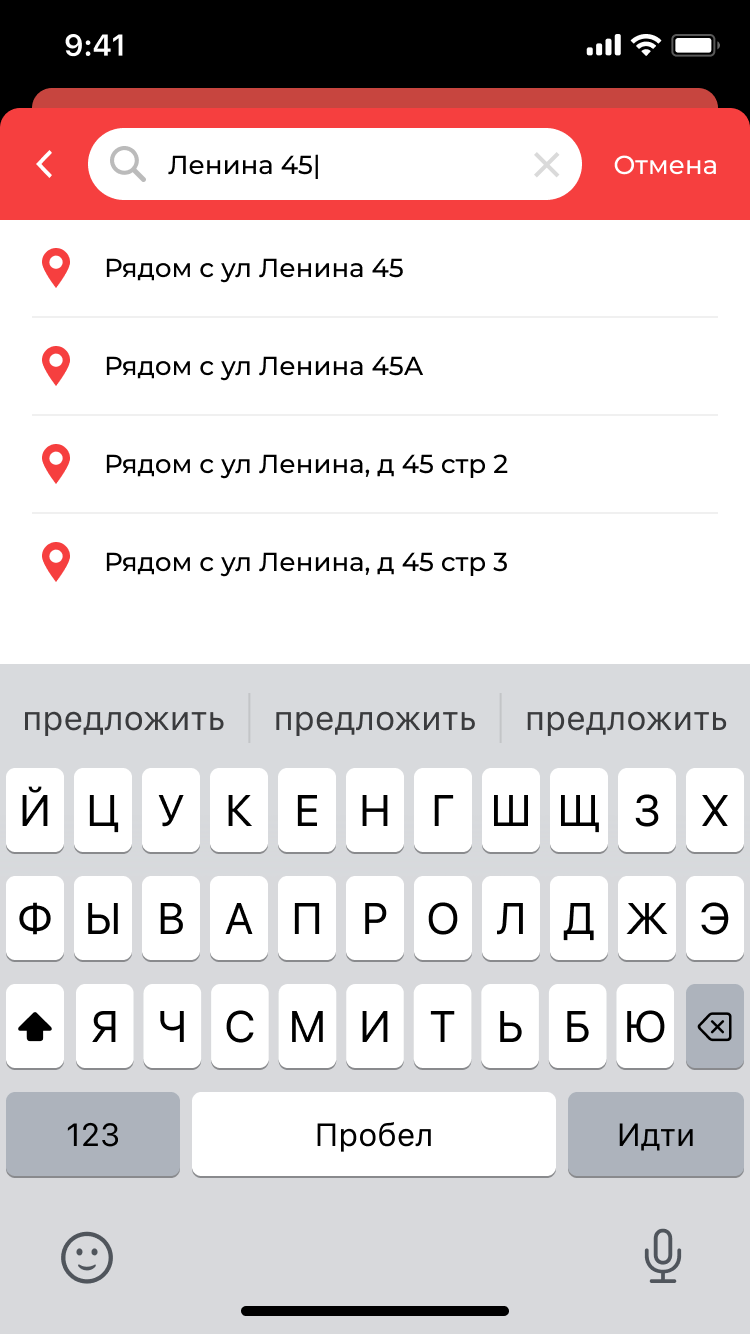 9:41
Ленина 45
Отмена
Рядом с ул Ленина 45
Рядом с ул Ленина 45А
Рядом с ул Ленина, д 45 стр 2
Рядом с ул Ленина, д 45 стр 3
предложить предложить предложить
Й Ц У К Е Н Г Ш Щ З Х
Ф Ы В А П Р О Л Д Ж Э
Я Ч С М И Т Ь Б Ю
123 Пробел Идти